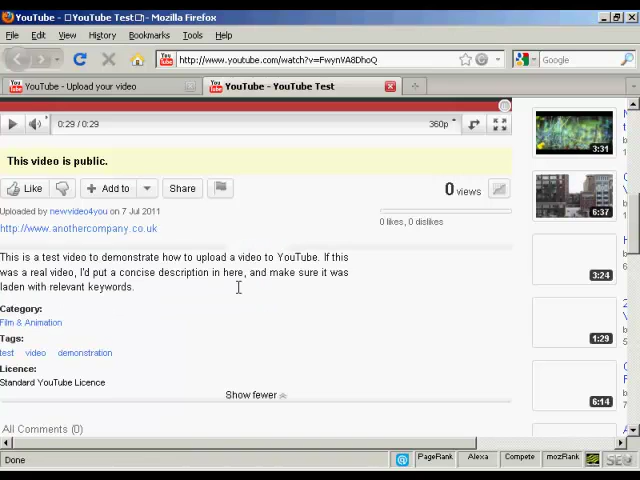 YouTube - YouTube Test - Mozilla Firefox
File Edit View History Bookmarks Tools Help
http://www.youtube.com/watch?v=FwynVA8DhoQ
Google
YouTube - Upload your video
YouTube - YouTube Test
0:29 / 0:29
360p
This video is public.
Like
Add to
Share
0 views
Uploaded by newvideo4you on 7 Jul 2011
0 likes, 0 dislikes
http://www.anothercompany.co.uk
This is a test video to demonstrate how to upload a video to YouTube. If this
was a real video, I'd put a concise description in here, and make sure it was
laden with relevant keywords.
Category:
Film & Animation
Tags:
test video demonstration
Licence:
Standard YouTube Licence
Show fewer
All Comments (0)
3:31
6:37
3:24
1:29
6:14
Done
PageRank
Alexa
Compete
mozRank